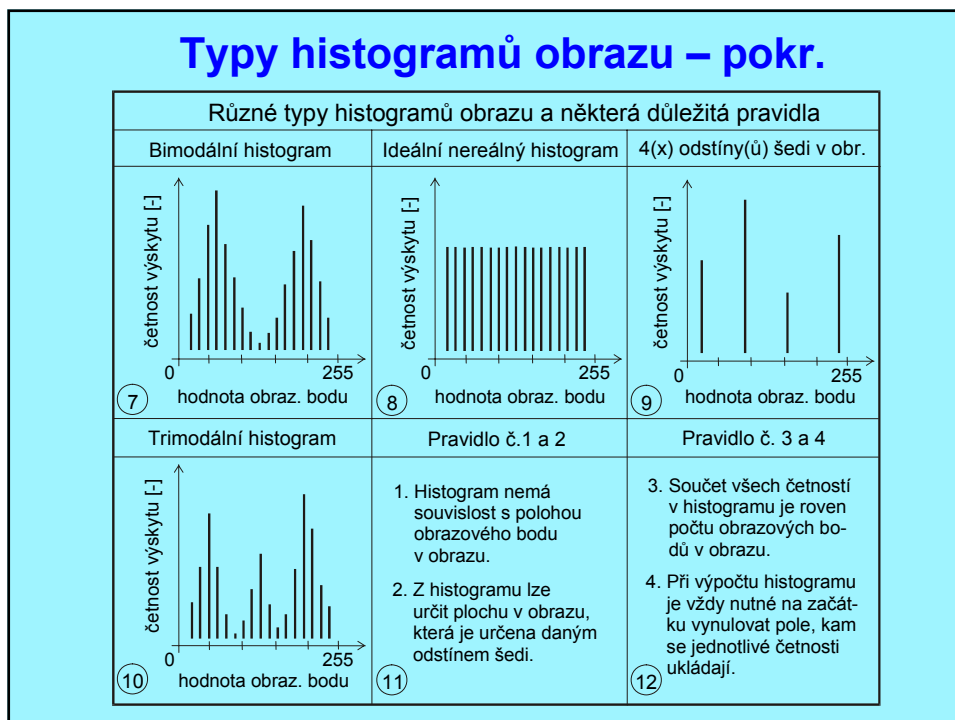 Typy histogramů obrazu – pokr.
Různé typy histogramů obrazu a některá důležitá pravidla
Bimodální histogram
četnost výskytu [-]
0
255
hodnota obraz. bodu
7
Ideální nereálný histogram
četnost výskytu [-]
0
255
hodnota obraz. bodu
8
4(x) odstíny(ů) šedi v obr.
četnost výskytu [-]
0
255
hodnota obraz. bodu
9
Trimodální histogram
četnost výskytu [-]
0
255
hodnota obraz. bodu
10
Pravidlo č.1 a 2
1. Histogram nemá
souvislost s polohou
obrazového bodu
v obrazu.
2. Z histogramu lze
určit plochu v obrazu,
která je určena daným
odstínem šedi.
11
Pravidlo č. 3 a 4
3. Součet všech četností
v histogramu je roven
počtu obrazových bo-
dů v obrazu.
4. Při výpočtu histogramu
je vždy nutné na začát-
ku vynulovat pole, kam
se jednotlivé četnosti
ukládají.
12